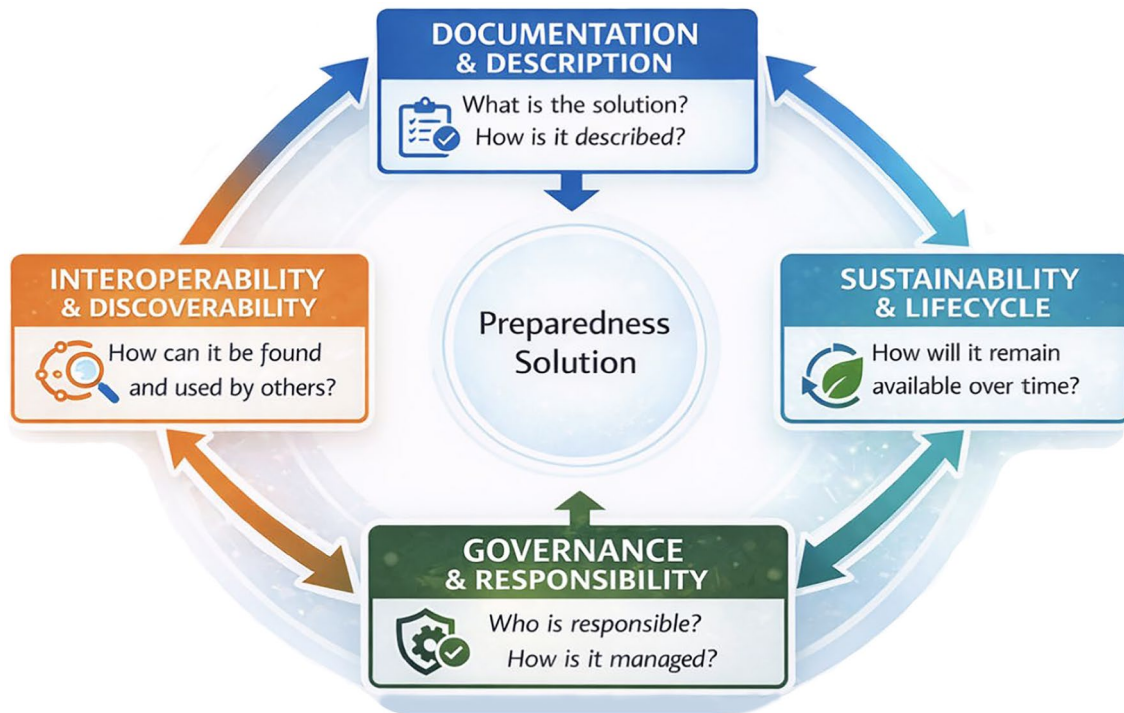 DOCUMENTATION
& DESCRIPTION
What is the solution?
How is it described?
INTEROPERABILITY
& DISCOVERABILITY
How can it be found
and used by others?
Preparedness
Solution
SUSTAINABILITY
& LIFECYCLE
How will it remain
available over time?
GOVERNANCE
& RESPONSIBILITY
Who is responsible?
How is it managed?